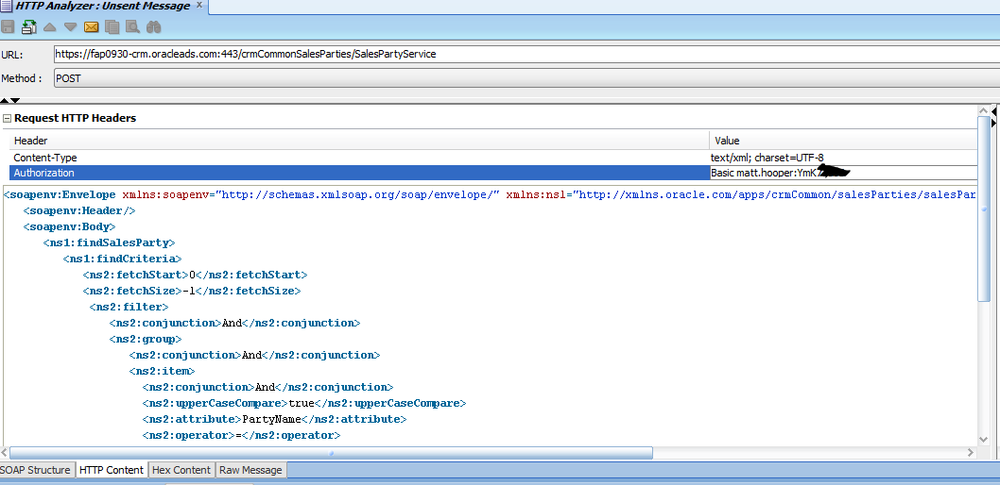 HTTP Analyzer : Unsent Message x
URL: https://fap0930-crm.oracleads.com:443/crmCommonSalesParties/SalesPartyService
Method : POST
Request HTTP Headers
Header Value
Content-Type text/xml; charset=UTF-8
Authorization Basic matt.hooper:YmK
<soapenv:Envelope xmlns:soapenv="http://schemas.xmlsoap.org/soap/envelope/" xmlns:ns1="http://xmlns.oracle.com/apps/crmCommon/salesParties/salesPar
<soapenv:Header/>
<soapenv:Body>
<ns1:findSalesParty>
<ns1:findCriteria>
<ns2:fetchStart>0</ns2:fetchStart>
<ns2:fetchSize>-1</ns2:fetchSize>
<ns2:filter>
<ns2:conjunction>And</ns2:conjunction>
<ns2:group>
<ns2:conjunction>And</ns2:conjunction>
<ns2:item>
<ns2:conjunction>And</ns2:conjunction>
<ns2:upperCaseCompare>true</ns2:upperCaseCompare>
<ns2:attribute>PartyName</ns2:attribute>
<ns2:operator>=</ns2:operator>
SOAP Structure HTTP Content Hex Content Raw Message